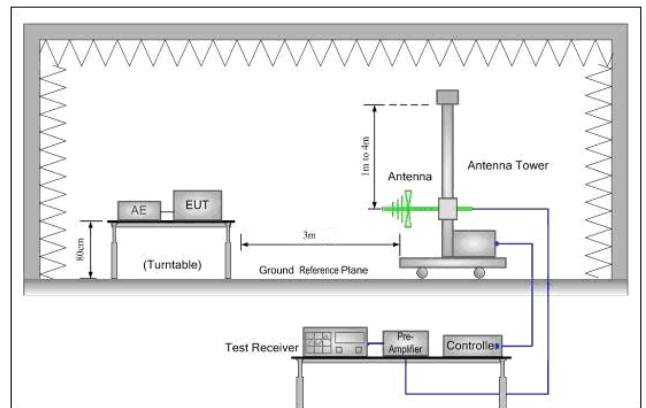 1m to 4m
Antenna
Antenna Tower
AE
EUT
80cm
3m
(Turntable)
Ground Reference Plane
Test Receiver
Pre-
Amplifier
Controller